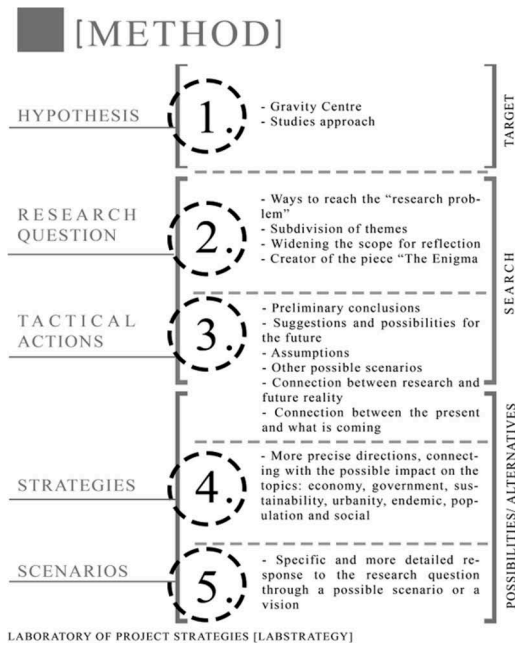 [METHOD]
HYPOTHESIS
1.
- Gravity Centre
- Studies approach
TARGET
RESEARCH
QUESTION
2.
- Ways to reach the “research prob-
lem”
- Subdivision of themes
- Widening the scope for reflection
- Creator of the piece “The Enigma
SEARCH
TACTICAL
ACTIONS
3.
- Preliminary conclusions
- Suggestions and possibilities for
the future
- Assumptions
- Other possible scenarios
- Connection between research and
future reality
- Connection between the present
and what is coming
STRATEGIES
4.
- More precise directions, connect-
ing with the possible impact on the
topics: economy, government, sus-
tainability, urbanity, endemic, pop-
ulation and social
POSSIBILITIES/ ALTERNATIVES
SCENARIOS
5.
- Specific and more detailed re-
sponse to the research question
through a possible scenario or a
vision
LABORATORY OF PROJECT STRATEGIES [LABSTRATEGY]